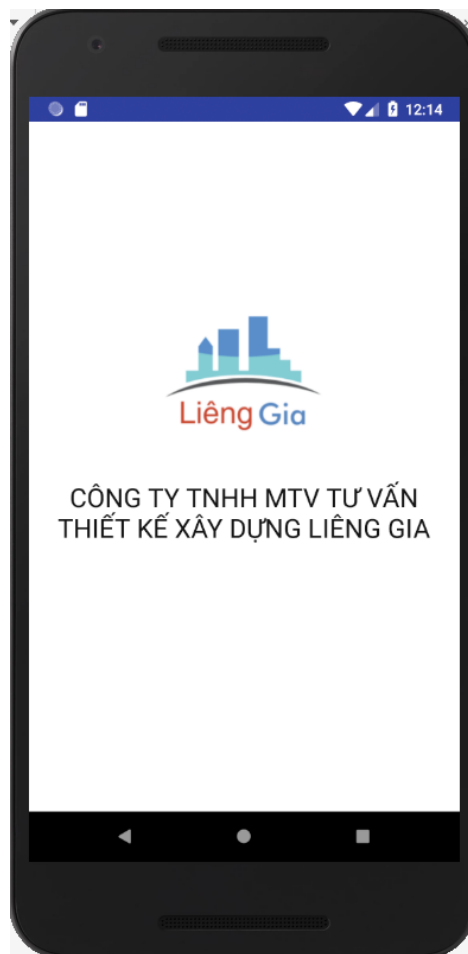 12:14
Liêng Gia
CÔNG TY TNHH MTV TƯ VẤN
THIẾT KẾ XÂY DỰNG LIÊNG GIA